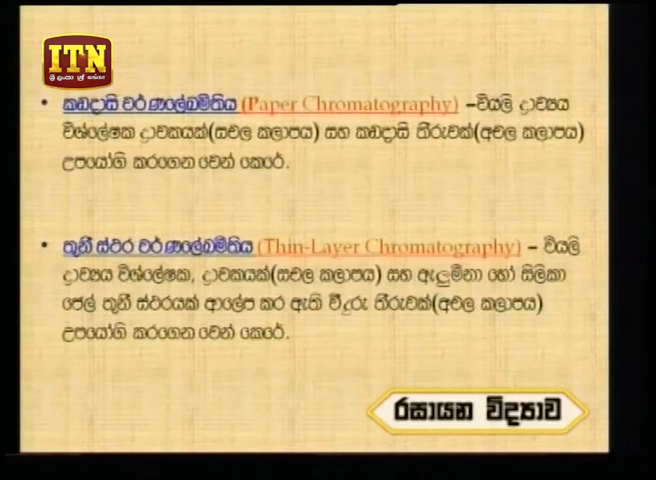 ITN
ශ්‍රී ලංකා ශ්‍රී සංසා
• කඩදාසි වර්ණලේඛමිතිය (Paper Chromatography) –වියලි ද්‍රාව්‍යය
විශ්ලේෂක ද්‍රාවකයක්(සචල කලාපය) සහ කඩදාසි තීරුවක්(අචල කලාපය)
උපයෝගි කරගෙන වෙන් කෙරේ.
• තුනී ස්ථර වර්ණලේඛමිතිය (Thin-Layer Chromatography) – වියලි
ද්‍රාව්‍යය විශ්ලේෂක, ද්‍රාවකයක්(සචල කලාපය) සහ ඇලුමිනා හෝ සිලිකා
ජෙල් තුනී ස්ථරයක් ආලේප කර ඇති වීදුරු තීරුවක්(අචල කලාපය)
උපයෝගි කරගෙන වෙන් කෙරේ.
රසායන විද්‍යාව